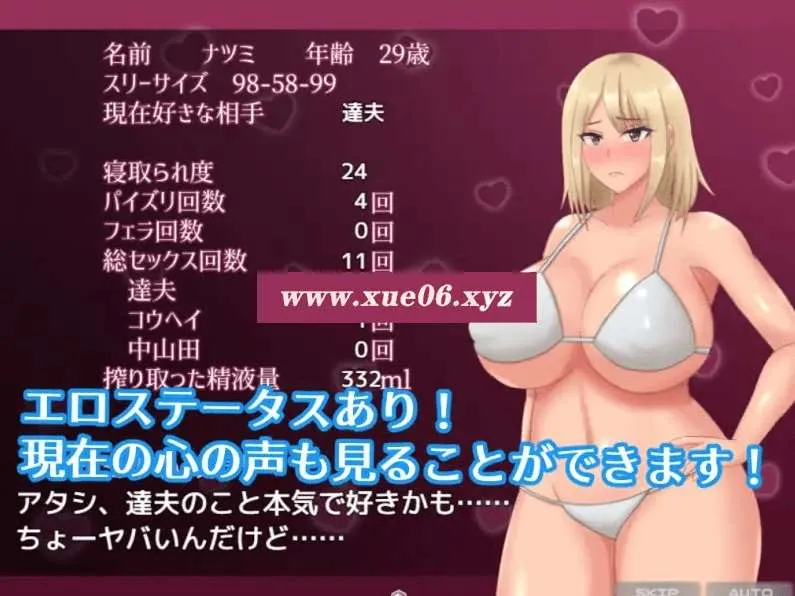 名前 ナツミ 年齢 29歳
スリーサイズ 98-58-99
現在好きな相手 達夫
寝取られ度 24
パイズリ回数 4回
フェラ回数 0回
総セックス回数 11回
達夫
www.xue06.xyz
コウヘイ 回
中山田 0回
搾り取った精液量 332ml
エロステータスあり！
現在の心の声も見ることができます！
アタシ、達夫のこと本気で好きかも……
ちょーヤバいんだけど……
SKIP AUTO